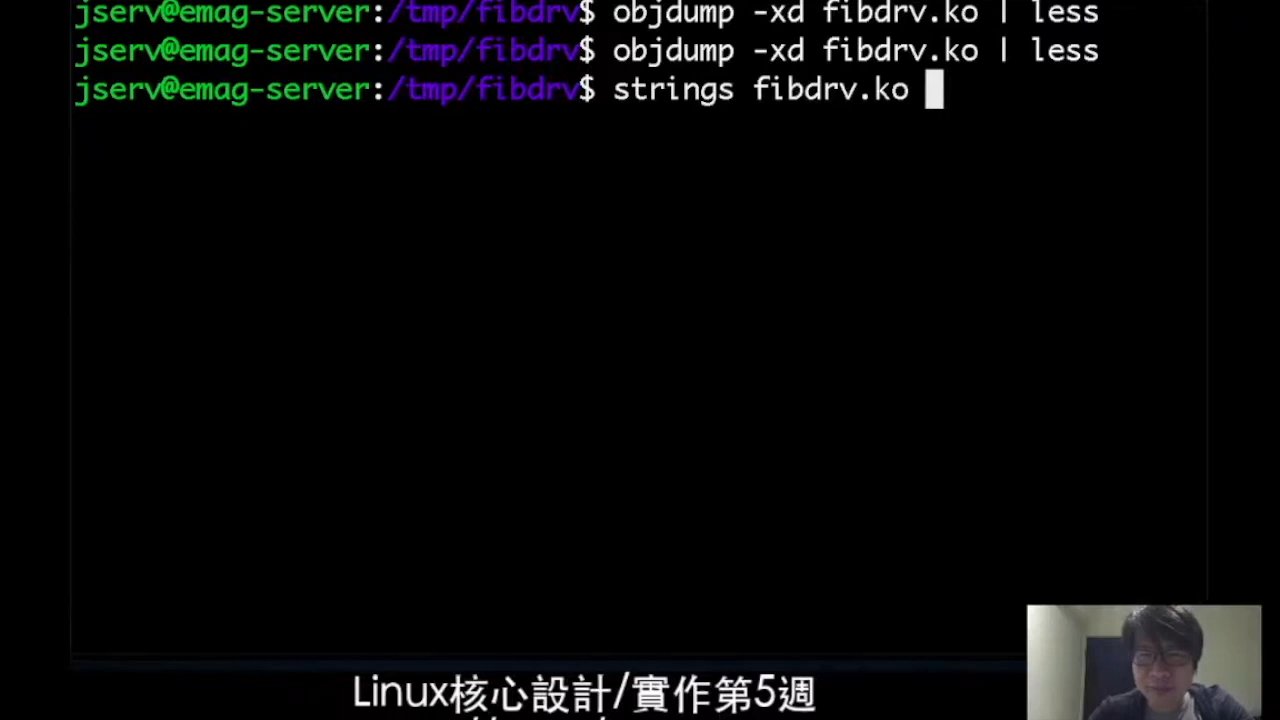 jserv@emag-server:/tmp/fibdrv$ objdump -xd fibdrv.ko | less
jserv@emag-server:/tmp/fibdrv$ objdump -xd fibdrv.ko | less
jserv@emag-server:/tmp/fibdrv$ strings fibdrv.ko
Linux核心設計/實作第5週